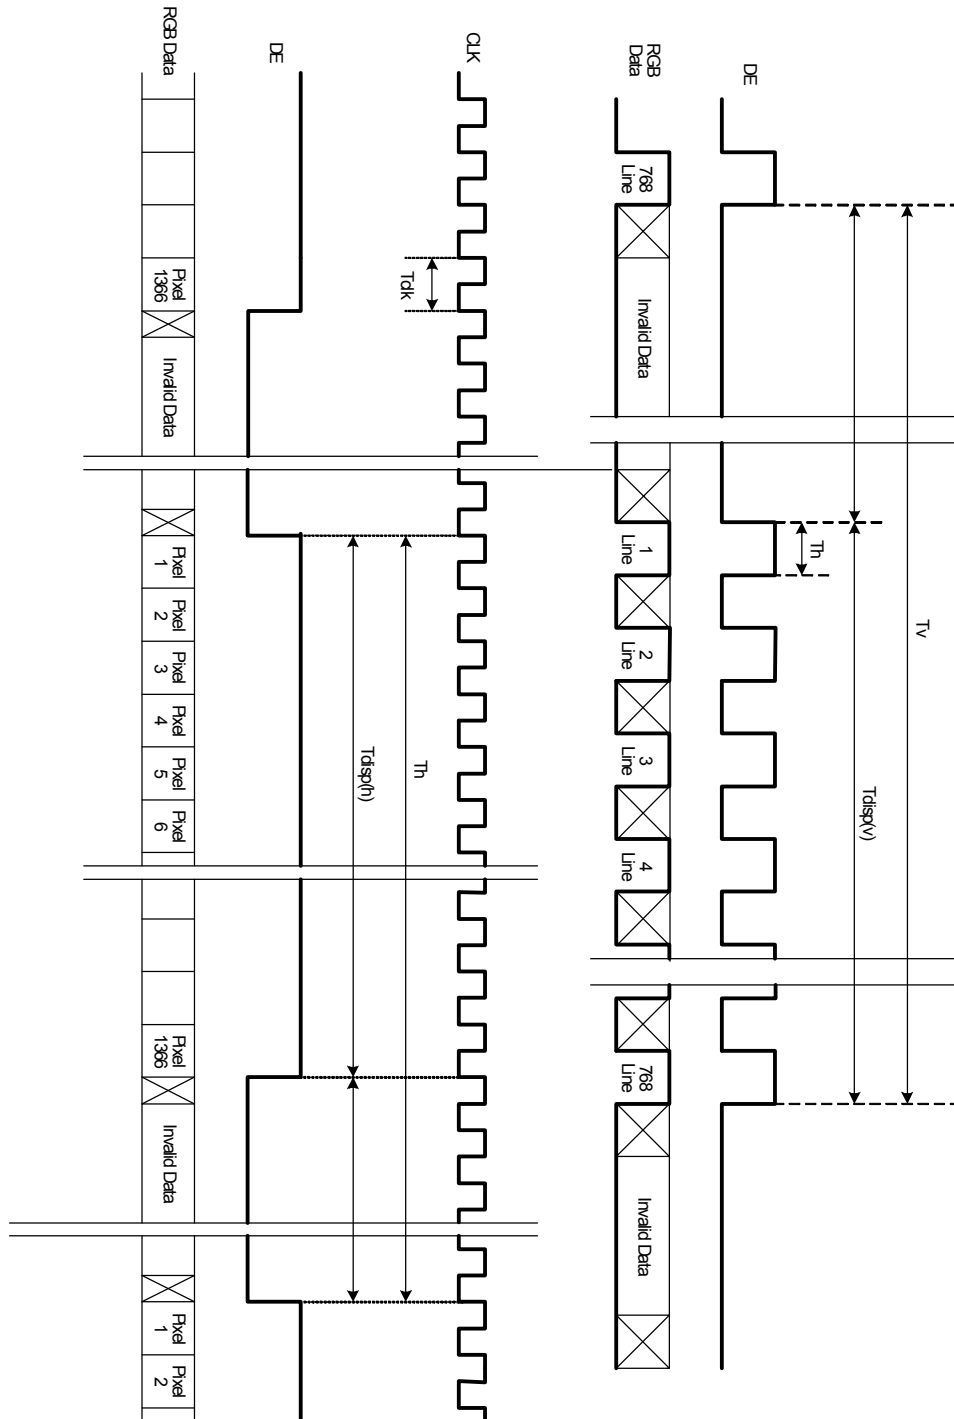 Tv
Tdisp(v)
Th
DE
RGB
Data
768
Line
Invalid Data
1
Line
2
Line
3
Line
4
Line
768
Line
Invalid Data
CLK
Tclk
Th
Tdisp(h)
DE
RGB Data
Pixel
1366
Invalid Data
Pixel
1
Pixel
2
Pixel
3
Pixel
4
Pixel
5
Pixel
6
Pixel
1366
Invalid Data
Pixel
1
Pixel
2